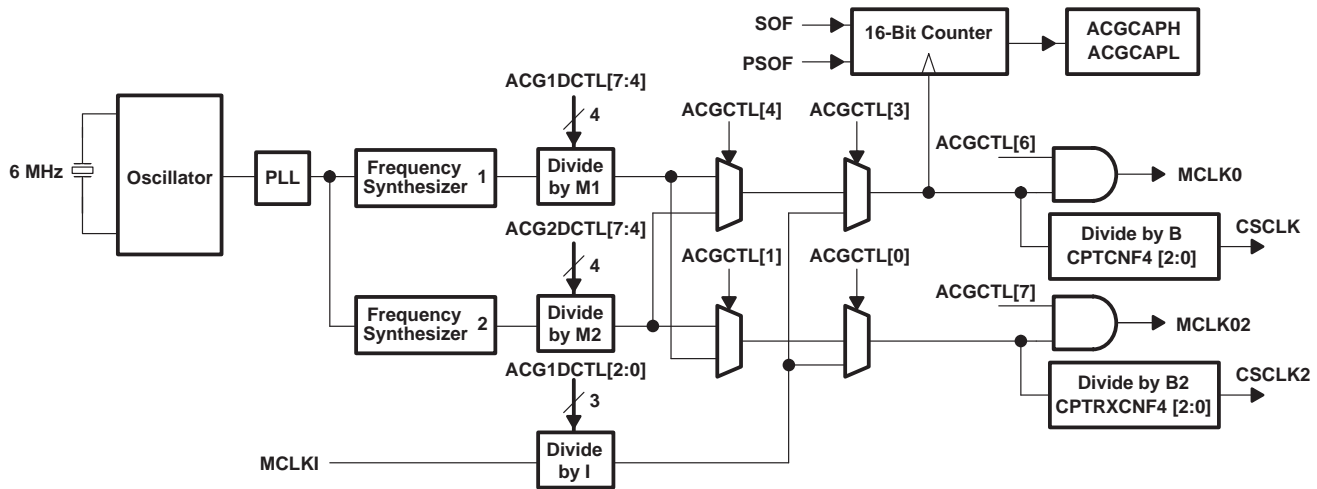 SOF
PSOF
16-Bit Counter
ACGCAPH
ACGCAPL
ACG1DCTL[7:4]
4
ACGCTL[4]
ACGCTL[3]
ACGCTL[6]
6 MHz
Oscillator
PLL
Frequency
Synthesizer 1
Divide
by M1
MCLK0
ACG2DCTL[7:4]
4
ACGCTL[1]
ACGCTL[0]
Divide by B
CPTCNF4 [2:0]
CSCLK
ACGCTL[7]
Frequency
Synthesizer 2
Divide
by M2
MCLK02
ACG1DCTL[2:0]
3
Divide by B2
CPTRXCNF4 [2:0]
CSCLK2
MCLKI
Divide
by I